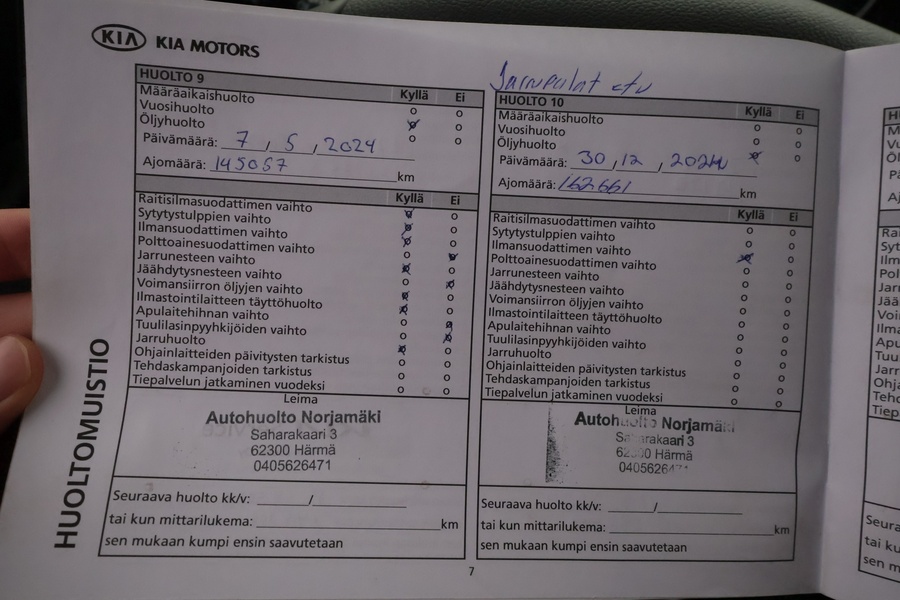 KIA KIA MOTORS
HUOLTO 9
Kyllä Ei
Määräaikaishuolto
Vuosihuolto
Öljyhuolto
Päivämäärä: 7, 5, 2024
Ajomäärä: 145057 km
Kyllä Ei
Raitisilmasuodattimen vaihto
Sytytystulppien vaihto
Ilmansuodattimen vaihto
Polttoainesuodattimen vaihto
Jarrunesteen vaihto
Jäähdytysnesteen vaihto
Voimansiirron öljyjen vaihto
Ilmastointilaitteen täyttöhuolto
Apulaitehihnan vaihto
Tuulilasinpyyhkijöiden vaihto
Jarruhuolto
Ohjainlaitteiden päivitysten tarkistus
Tehdaskampanjoiden tarkistus
Tiepalvelun jatkaminen vuodeksi
Leima
Autohuolto Norjamäki
Saharakaari 3
62300 Härmä
0405626471
Seuraava huolto kk/v: /
tai kun mittarilukema: km
sen mukaan kumpi ensin saavutetaan
Jarrupalat etu
HUOLTO 10
Kyllä Ei
Määräaikaishuolto
Vuosihuolto
Öljyhuolto
Päivämäärä: 30, 12, 2024
Ajomäärä: 162661 km
Kyllä Ei
Raitisilmasuodattimen vaihto
Sytytystulppien vaihto
Ilmansuodattimen vaihto
Polttoainesuodattimen vaihto
Jarrunesteen vaihto
Jäähdytysnesteen vaihto
Voimansiirron öljyjen vaihto
Ilmastointilaitteen täyttöhuolto
Apulaitehihnan vaihto
Tuulilasinpyyhkijöiden vaihto
Jarruhuolto
Ohjainlaitteiden päivitysten tarkistus
Tehdaskampanjoiden tarkistus
Tiepalvelun jatkaminen vuodeksi
Leima
Autohuolto Norjamäki
Saharakaari 3
62300 Härmä
0405626471
Seuraava huolto kk/v: /
tai kun mittarilukema: km
sen mukaan kumpi ensin saavutetaan
HUOLTOMUISTIO
7